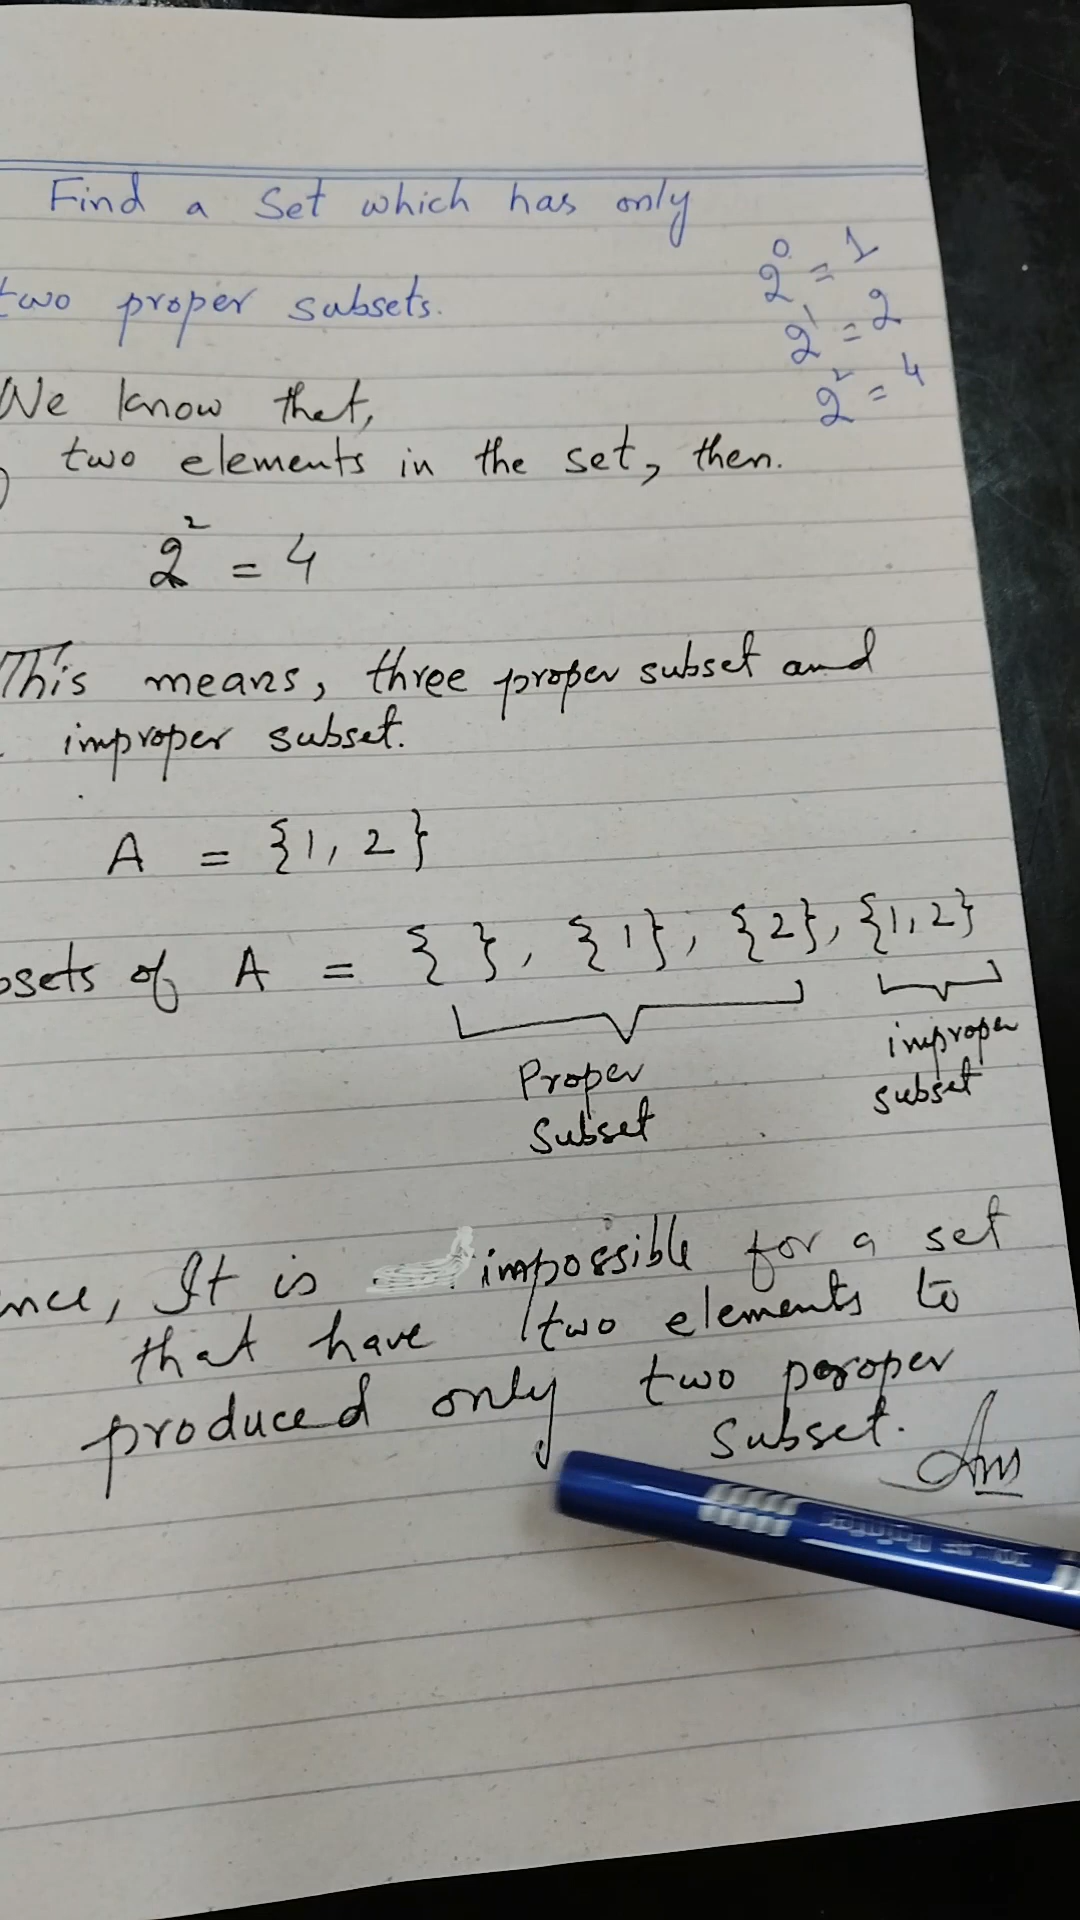 Find a Set which has only
two proper subsets.
2⁰ = 1
2¹ = 2
2² = 4
We know that,
two elements in the set, then.
2² = 4
This means, three proper subset and
improper subset.
A = {1, 2}
bsets of A = { }, {1}, {2}, {1,2}
Proper
Subset
improper
subset
ence, It is impossible for a set
that have two elements to
produced only two peroper
subset.
Ans